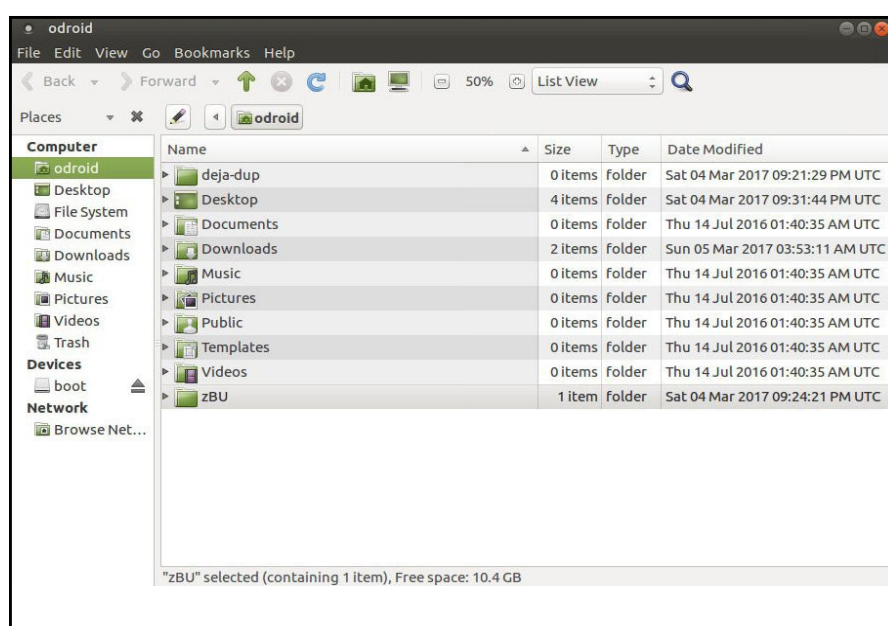 odroid
File Edit View Go Bookmarks Help
Back Forward 50% List View
Places odroid
Computer
odroid
Desktop
File System
Documents
Downloads
Music
Pictures
Videos
Trash
Devices
boot
Network
Browse Net...
Name Size Type Date Modified
deja-dup 0 items folder Sat 04 Mar 2017 09:21:29 PM UTC
Desktop 4 items folder Sat 04 Mar 2017 09:31:44 PM UTC
Documents 0 items folder Thu 14 Jul 2016 01:40:35 AM UTC
Downloads 2 items folder Sun 05 Mar 2017 03:53:11 AM UTC
Music 0 items folder Thu 14 Jul 2016 01:40:35 AM UTC
Pictures 0 items folder Thu 14 Jul 2016 01:40:35 AM UTC
Public 0 items folder Thu 14 Jul 2016 01:40:35 AM UTC
Templates 0 items folder Thu 14 Jul 2016 01:40:35 AM UTC
Videos 0 items folder Thu 14 Jul 2016 01:40:35 AM UTC
zBU 1 item folder Sat 04 Mar 2017 09:24:21 PM UTC
"zBU" selected (containing 1 item), Free space: 10.4 GB